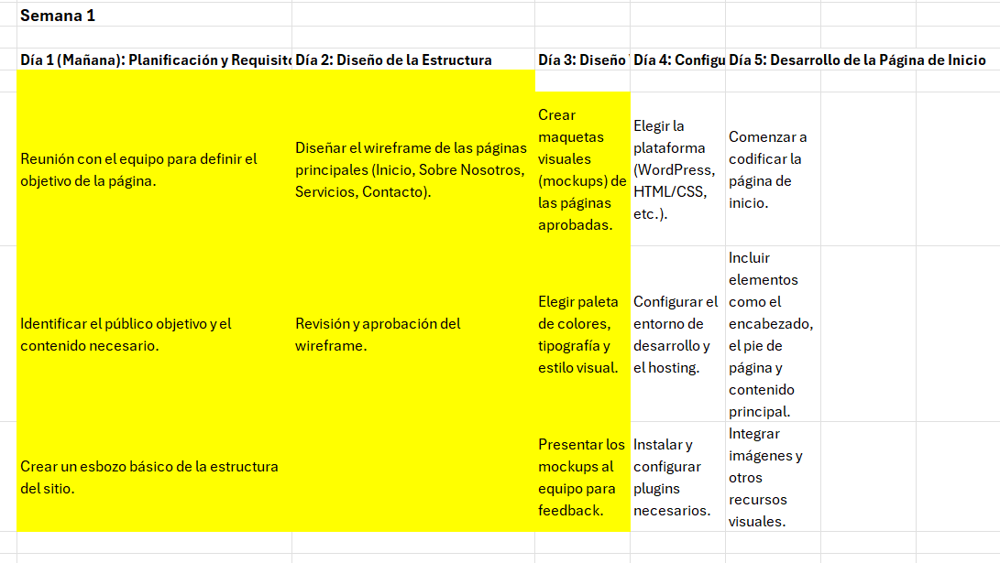 Semana 1
Día 1 (Mañana): Planificación y Requisito
Día 2: Diseño de la Estructura
Día 3: Diseño
Día 4: Configu
Día 5: Desarrollo de la Página de Inicio
Reunión con el equipo para definir el
objetivo de la página.
Diseñar el wireframe de las páginas
principales (Inicio, Sobre Nosotros,
Servicios, Contacto).
Crear
maquetas
visuales
(mockups) de
las páginas
aprobadas.
Elegir la
plataforma
(WordPress,
HTML/CSS,
etc.).
Comenzar a
codificar la
página de
inicio.
Identificar el público objetivo y el
contenido necesario.
Revisión y aprobación del
wireframe.
Elegir paleta
de colores,
tipografía y
estilo visual.
Configurar el
entorno de
desarrollo y
el hosting.
Incluir
elementos
como el
encabezado,
el pie de
página y
contenido
principal.
Crear un esbozo básico de la estructura
del sitio.
Presentar los
mockups al
equipo para
feedback.
Instalar y
configurar
plugins
necesarios.
Integrar
imágenes y
otros
recursos
visuales.